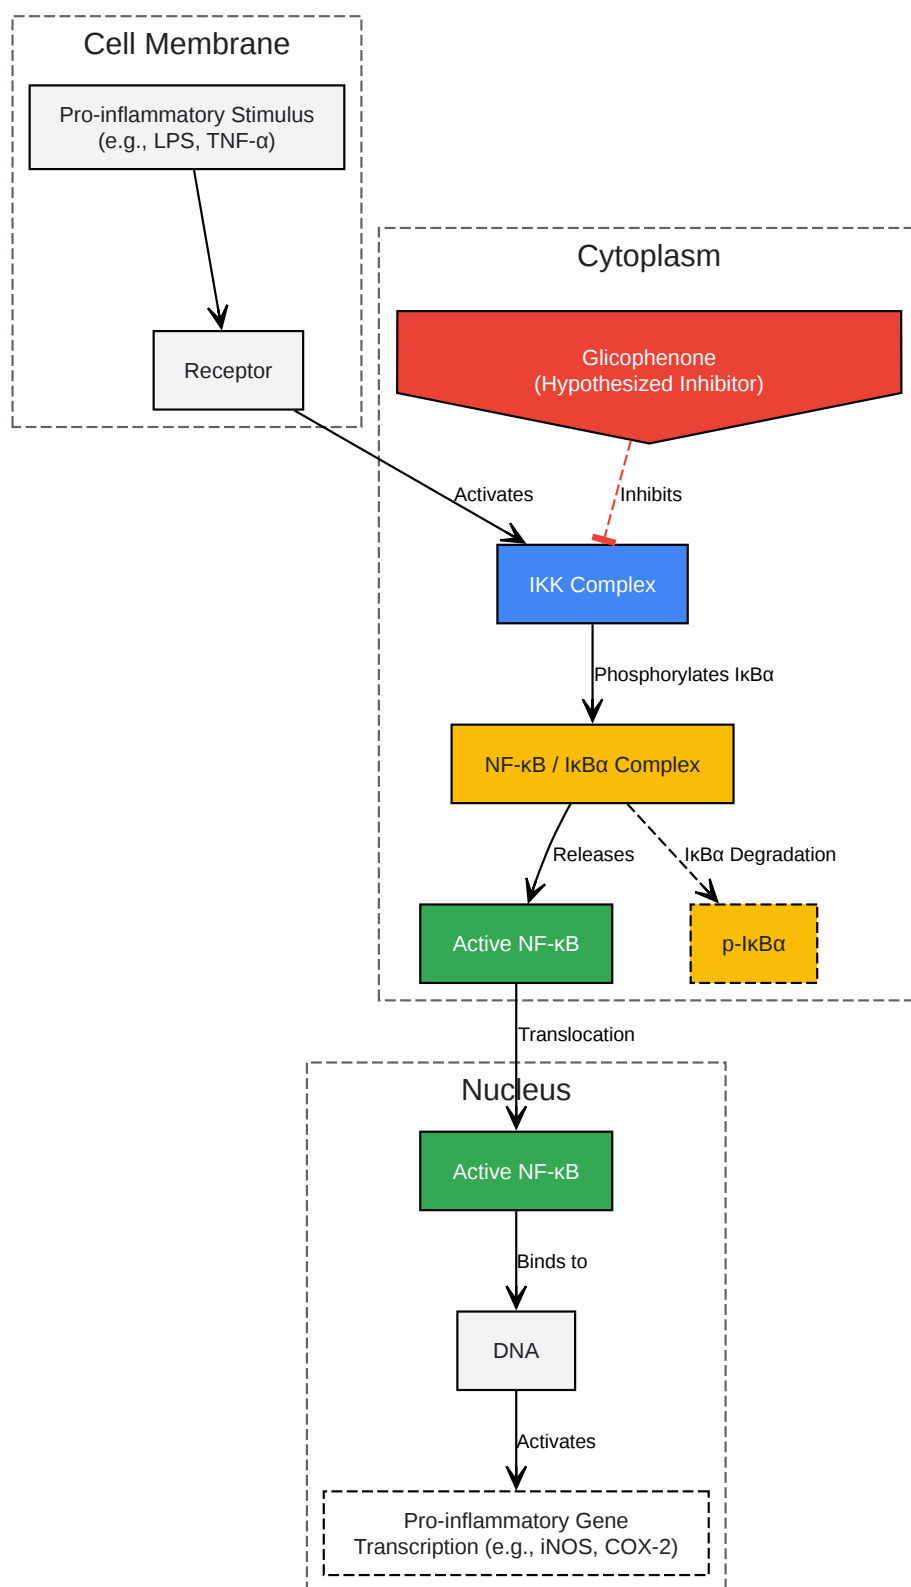 Cell Membrane
Pro-inflammatory Stimulus
(e.g., LPS, TNF-α)
Receptor
Cytoplasm
Glicophenone
(Hypothesized Inhibitor)
Activates
Inhibits
IKK Complex
Phosphorylates IκBα
NF-κB / IκBα Complex
Releases
IκBα Degradation
Active NF-κB
p-IκBα
Translocation
Nucleus
Active NF-κB
Binds to
DNA
Activates
Pro-inflammatory Gene
Transcription (e.g., iNOS, COX-2)